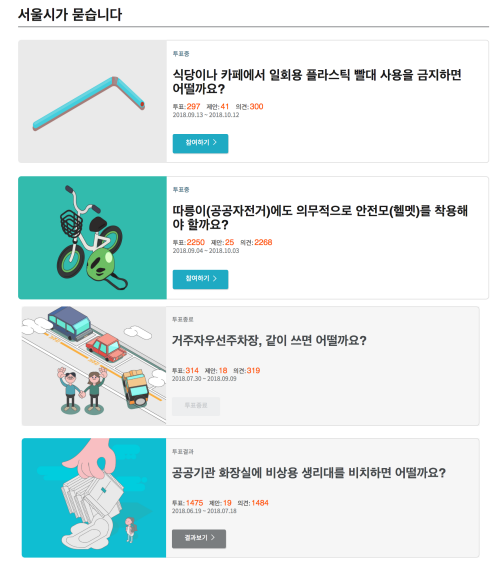 서울시가 묻습니다
투표중
식당이나 카페에서 일회용 플라스틱 빨대 사용을 금지하면
어떨까요?
투표: 297 제안: 41 의견: 300
2018.09.13 ~ 2018.10.12
참여하기 >
투표중
따릉이(공공자전거)에도 의무적으로 안전모(헬멧)를 착용해
야 할까요?
투표: 2250 제안: 25 의견: 2268
2018.09.04 ~ 2018.10.03
참여하기 >
투표종료
거주자우선주차장, 같이 쓰면 어떨까요?
투표: 314 제안: 18 의견: 319
2018.07.30 ~ 2018.09.09
투표종료
투표결과
공공기관 화장실에 비상용 생리대를 비치하면 어떨까요?
투표: 1475 제안: 19 의견: 1484
2018.06.19 ~ 2018.07.18
결과보기 >